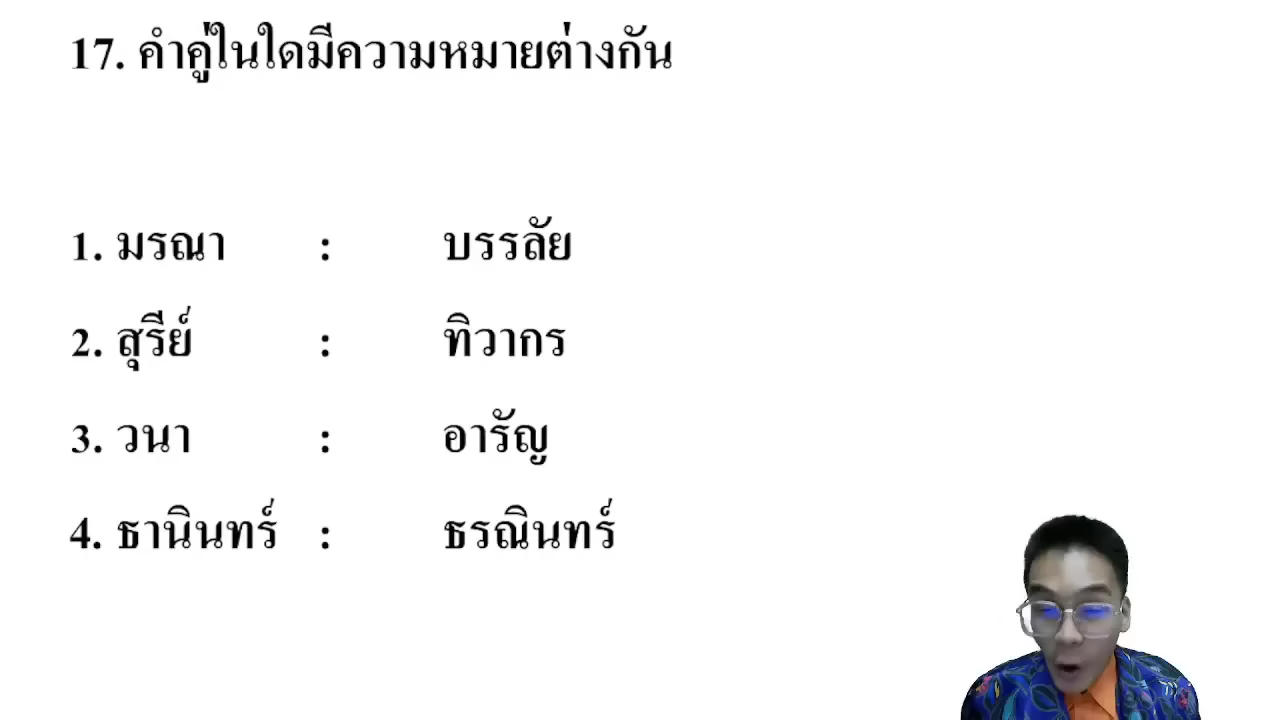 17. คำคู่ในใดมีความหมายต่างกัน
1. มรณา : บรรลัย
2. สุรีย์ : ทิวากร
3. วนา : อารัญ
4. ธานินทร์ : ธรณินทร์